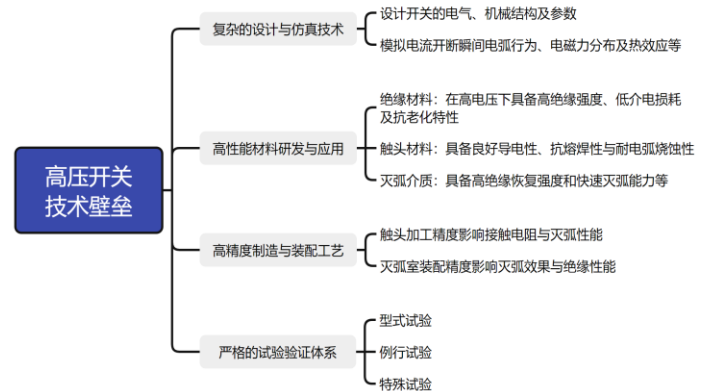 高压开关
技术壁垒
复杂的设计与仿真技术
设计开关的电气、机械结构及参数
模拟电流开断瞬间电弧行为、电磁力分布及热效应等
高性能材料研发与应用
绝缘材料：在高电压下具备高绝缘强度、低介电损耗
及抗老化特性
触头材料：具备良好导电性、抗熔焊性与耐电弧烧蚀性
灭弧介质：具备高绝缘恢复强度和快速灭弧能力等
高精度制造与装配工艺
触头加工精度影响接触电阻与灭弧性能
灭弧室装配精度影响灭弧效果与绝缘性能
严格的试验验证体系
型式试验
例行试验
特殊试验